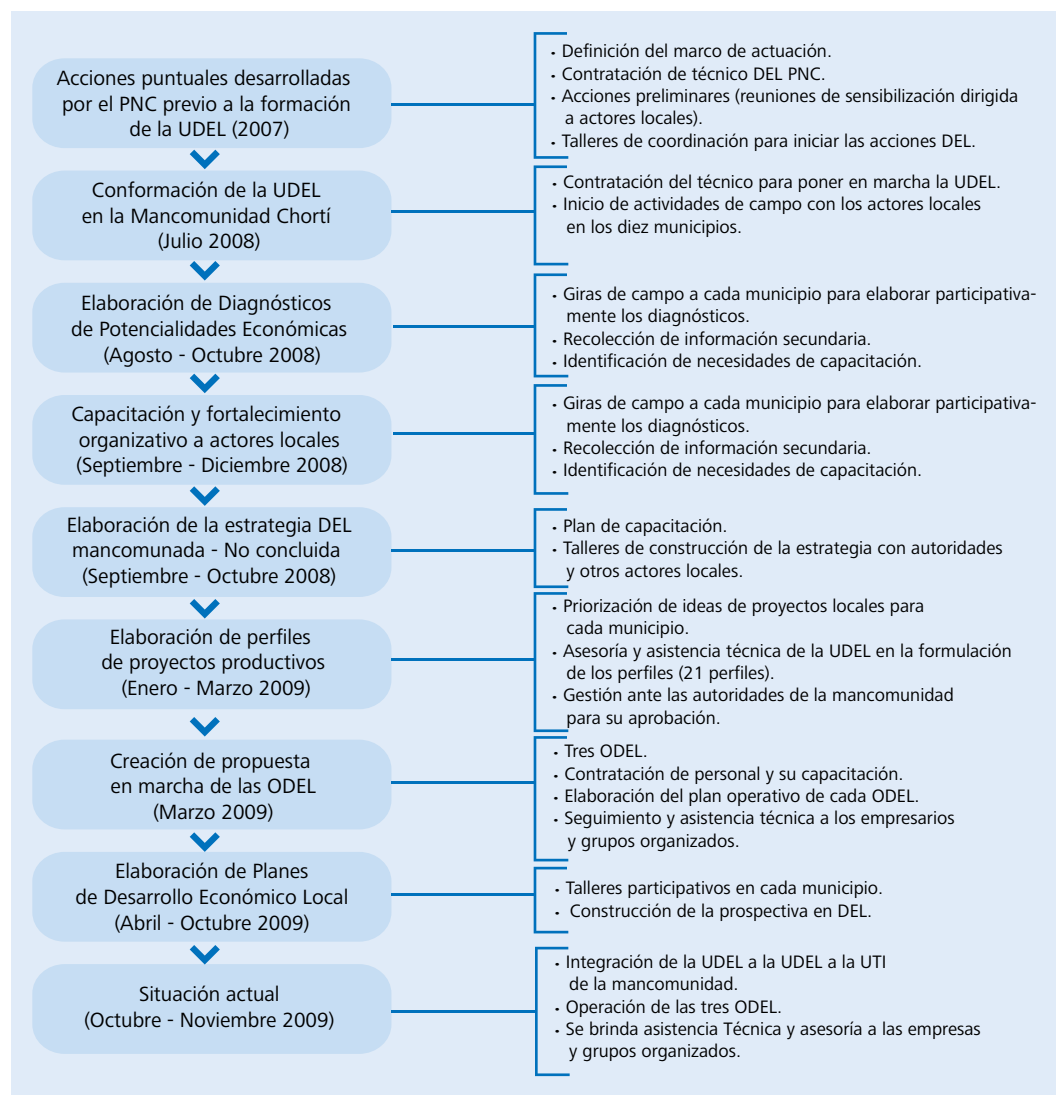 Acciones puntuales desarrolladas
por el PNC previo a la formación
de la UDEL (2007)
· Definición del marco de actuación.
· Contratación de técnico DEL PNC.
· Acciones preliminares (reuniones de sensibilización dirigida
a actores locales).
· Talleres de coordinación para iniciar las acciones DEL.
Conformación de la UDEL
en la Mancomunidad Chortí
(Julio 2008)
· Contratación del técnico para poner en marcha la UDEL.
· Inicio de actividades de campo con los actores locales
en los diez municipios.
Elaboración de Diagnósticos
de Potencialidades Económicas
(Agosto - Octubre 2008)
· Giras de campo a cada municipio para elaborar participativa-
mente los diagnósticos.
· Recolección de información secundaria.
· Identificación de necesidades de capacitación.
Capacitación y fortalecimiento
organizativo a actores locales
(Septiembre - Diciembre 2008)
· Giras de campo a cada municipio para elaborar participativa-
mente los diagnósticos.
· Recolección de información secundaria.
· Identificación de necesidades de capacitación.
Elaboración de la estrategia DEL
mancomunada - No concluida
(Septiembre - Octubre 2008)
· Plan de capacitación.
· Talleres de construcción de la estrategia con autoridades
y otros actores locales.
Elaboración de perfiles
de proyectos productivos
(Enero - Marzo 2009)
· Priorización de ideas de proyectos locales para
cada municipio.
· Asesoría y asistencia técnica de la UDEL en la formulación
de los perfiles (21 perfiles).
· Gestión ante las autoridades de la mancomunidad
para su aprobación.
Creación de propuesta
en marcha de las ODEL
(Marzo 2009)
· Tres ODEL.
· Contratación de personal y su capacitación.
· Elaboración del plan operativo de cada ODEL.
· Seguimiento y asistencia técnica a los empresarios
y grupos organizados.
Elaboración de Planes
de Desarrollo Económico Local
(Abril - Octubre 2009)
· Talleres participativos en cada municipio.
· Construcción de la prospectiva en DEL.
Situación actual
(Octubre - Noviembre 2009)
· Integración de la UDEL a la UDEL a la UTI
de la mancomunidad.
· Operación de las tres ODEL.
· Se brinda asistencia Técnica y asesoría a las empresas
y grupos organizados.